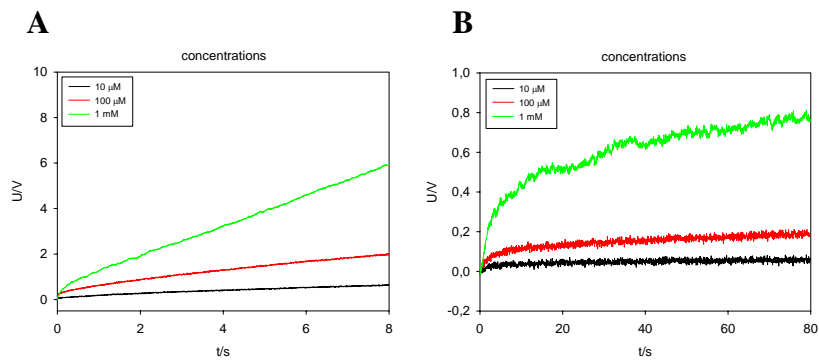 A
concentrations
10
8
6
4
2
0
U/V
10 µM
100 µM
1 mM
0 2 4 6 8
t/s
B
concentrations
1,0
0,8
0,6
0,4
0,2
0,0
-0,2
U/V
10 µM
100 µM
1 mM
0 20 40 60 80
t/s